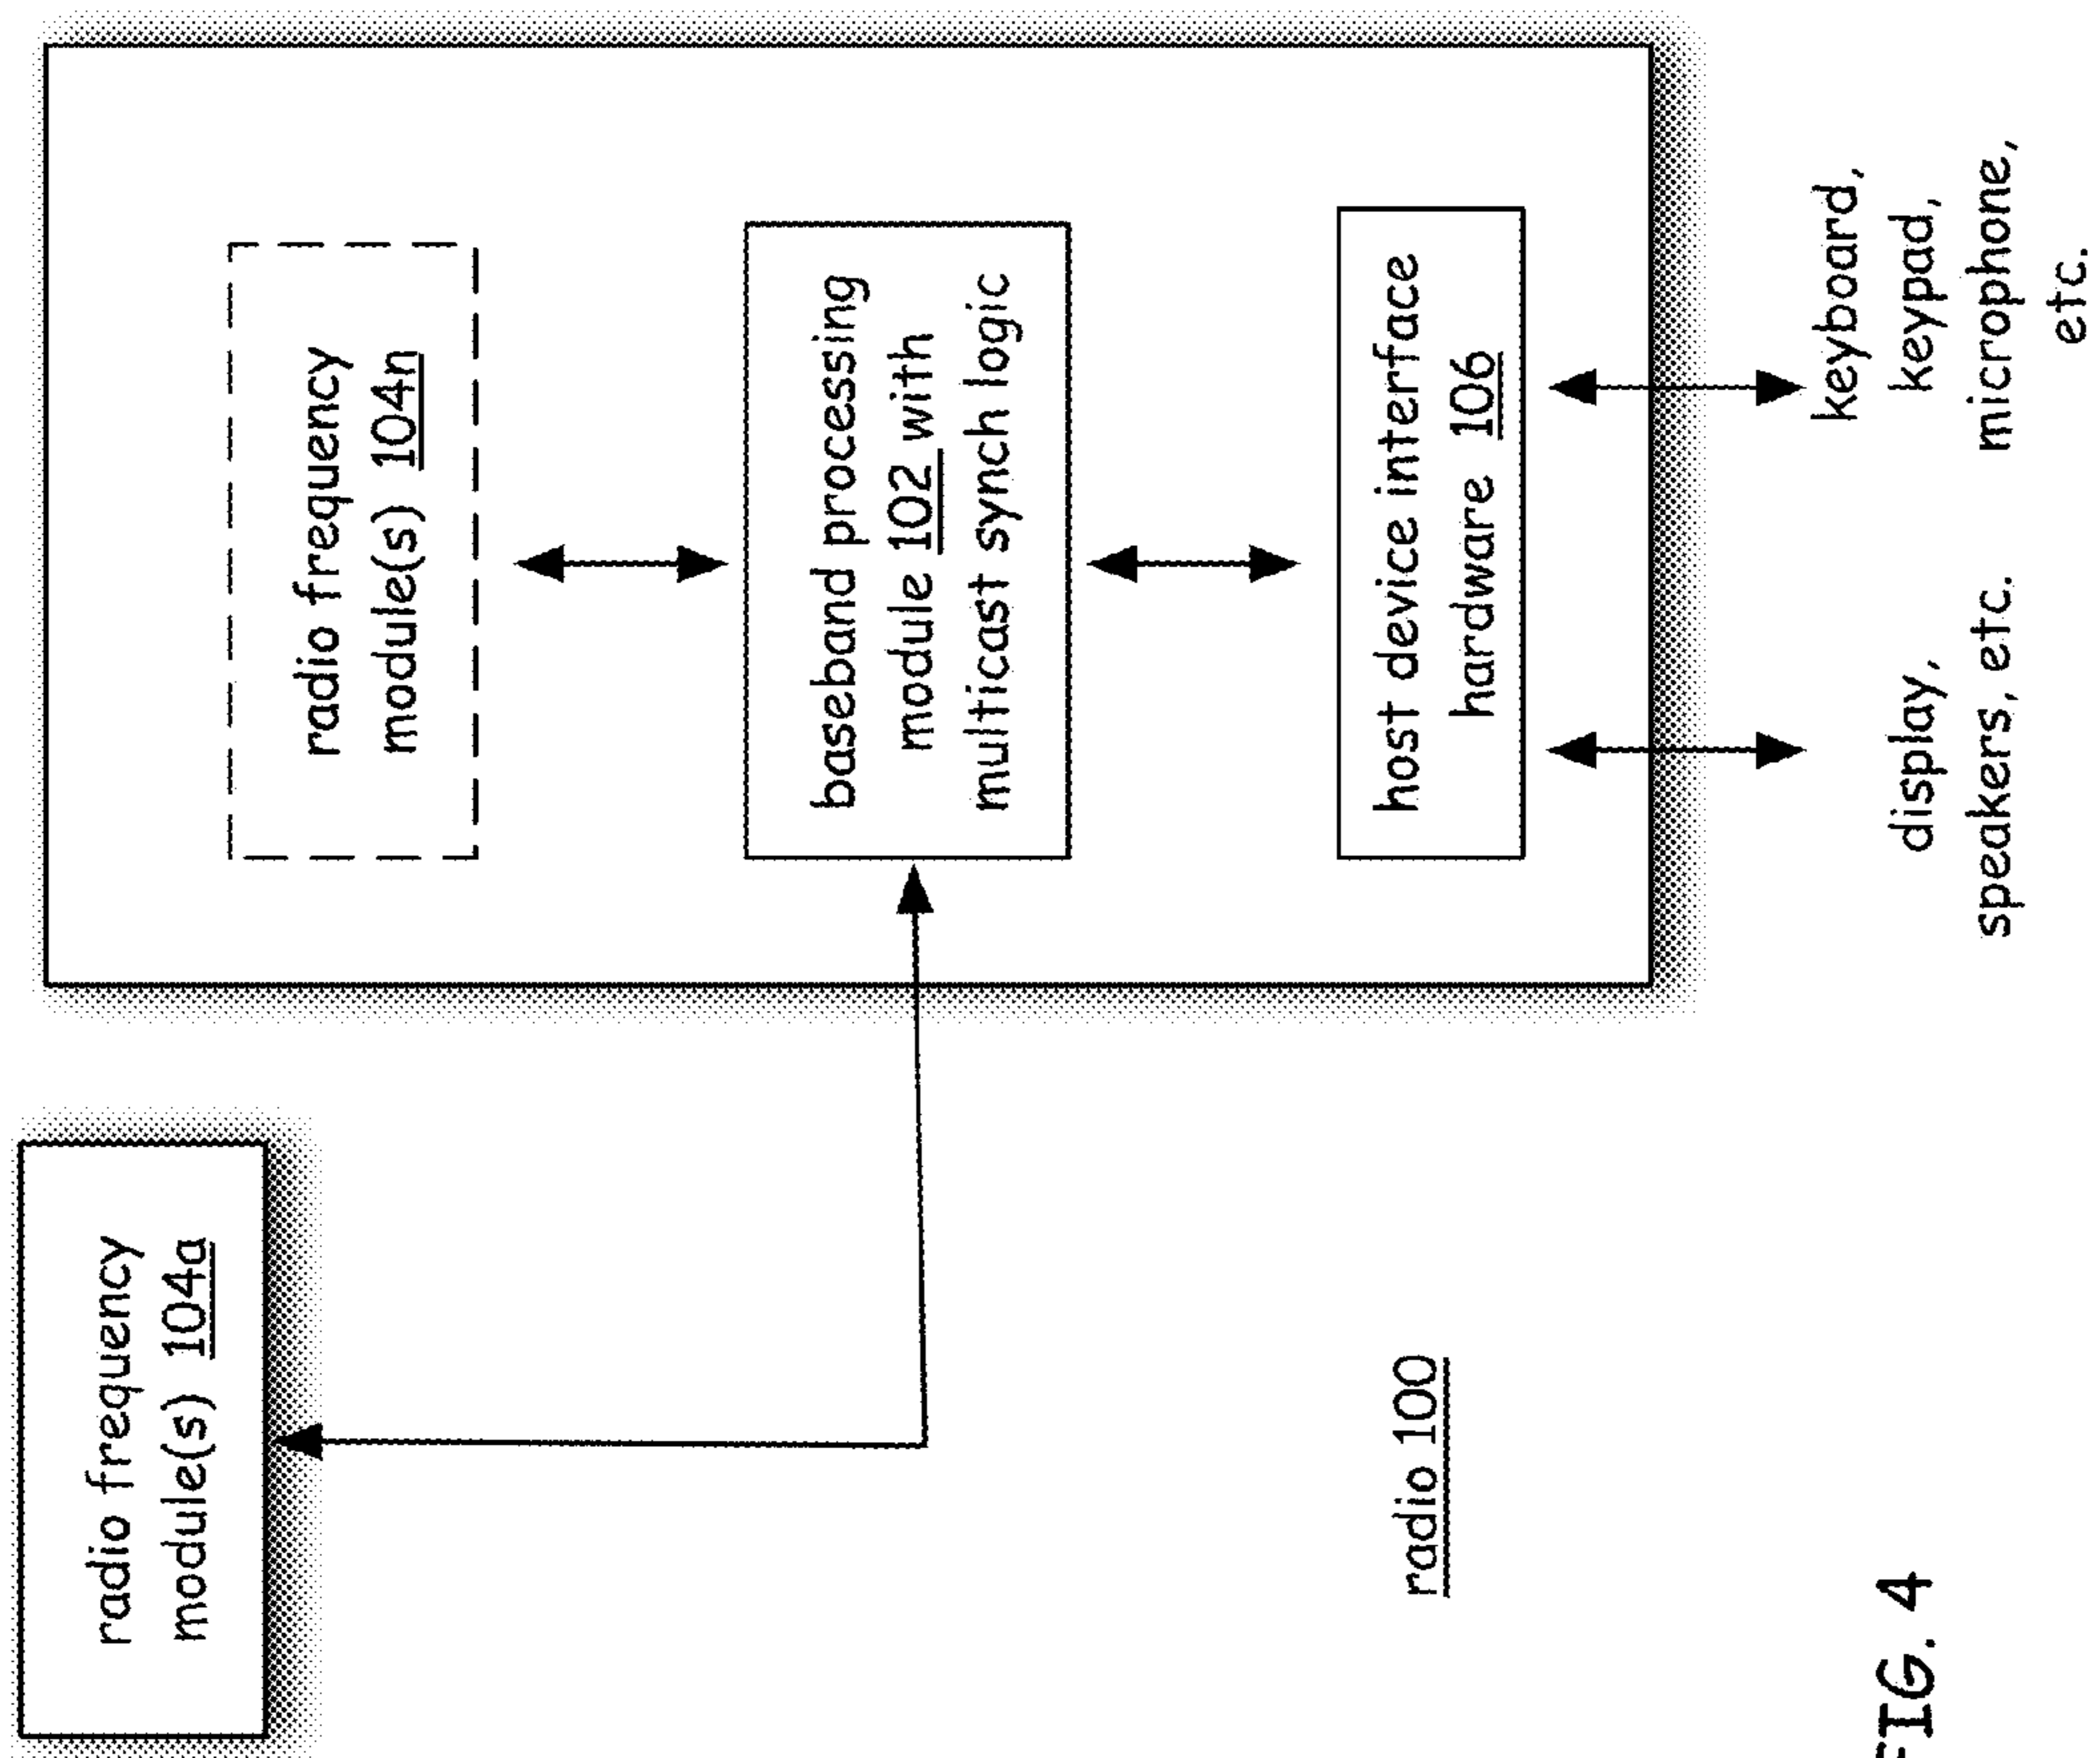 radio frequency
module(s) 104a
radio frequency
module(s) 104n
baseband processing
module 102 with
multicast synch logic
host device interface
hardware 106
radio 100
display,
speakers, etc.
keyboard,
keypad,
microphone,
etc.
FIG. 4